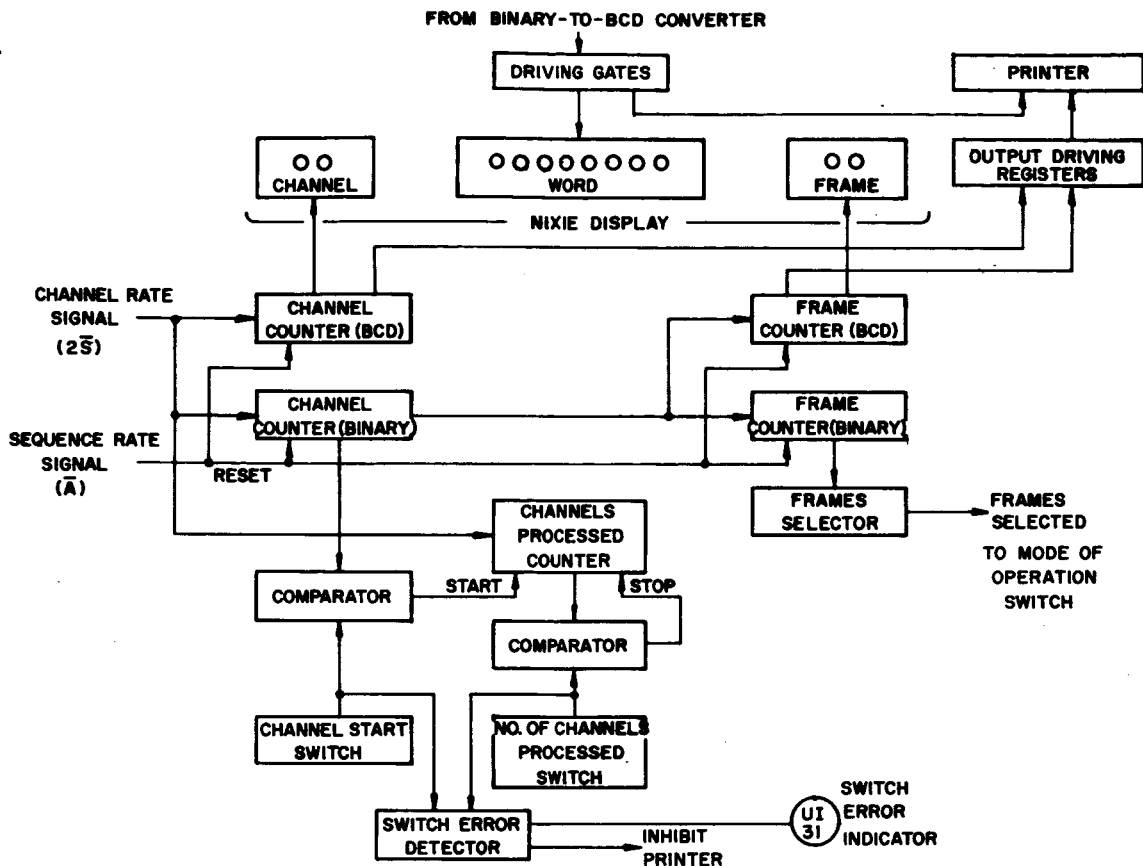 FROM BINARY-TO-BCD CONVERTER
DRIVING GATES
PRINTER
CHANNEL
WORD
FRAME
OUTPUT DRIVING
REGISTERS
NIXIE DISPLAY
CHANNEL RATE
SIGNAL
(2S̅)
CHANNEL
COUNTER (BCD)
FRAME
COUNTER (BCD)
CHANNEL
COUNTER (BINARY)
FRAME
COUNTER (BINARY)
SEQUENCE RATE
SIGNAL
(A̅)
RESET
CHANNELS
PROCESSED
COUNTER
FRAMES
SELECTOR
FRAMES
SELECTED
TO MODE OF
OPERATION
SWITCH
COMPARATOR
START
STOP
COMPARATOR
CHANNEL START
SWITCH
NO. OF CHANNELS
PROCESSED
SWITCH
SWITCH ERROR
DETECTOR
INHIBIT
PRINTER
UI
31
SWITCH
ERROR
INDICATOR